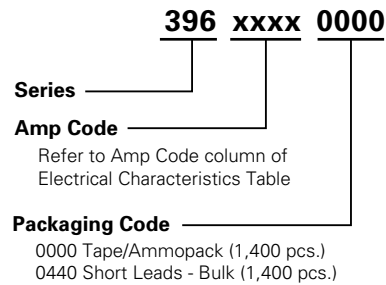 396 xxxx 0000
Series
Amp Code
Refer to Amp Code column of
Electrical Characteristics Table
Packaging Code
0000 Tape/Ammopack (1,400 pcs.)
0440 Short Leads - Bulk (1,400 pcs.)